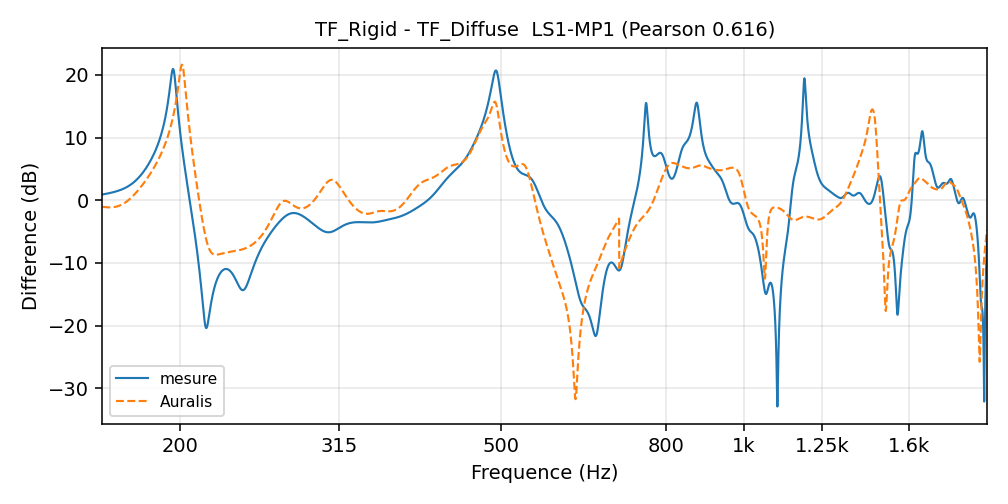 TF_Rigid - TF_Diffuse  LS1-MP1 (Pearson 0.616)
Difference (dB)
20
10
0
−10
−20
−30
mesure
Auralis
200 315 500 800 1k 1.25k 1.6k
Frequence (Hz)